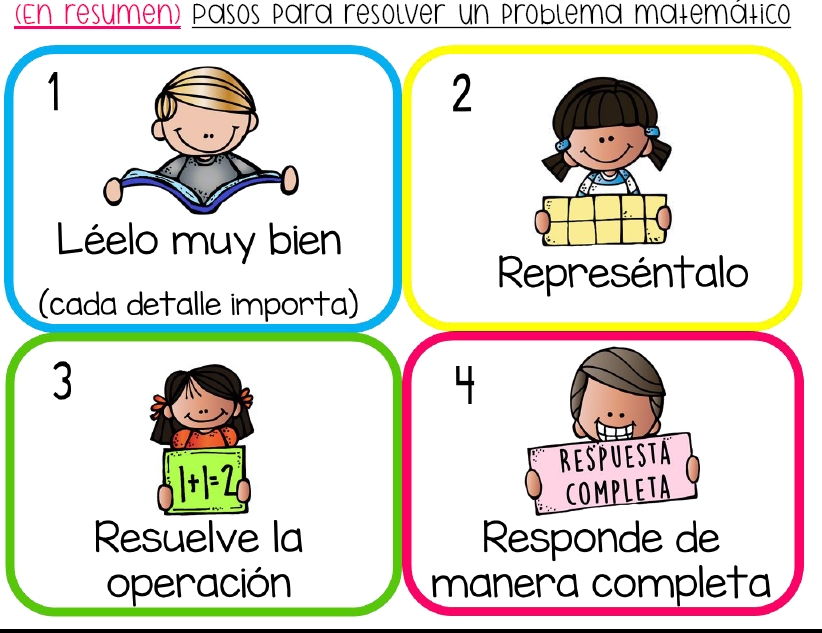 (En resumen) pasos para resolver un problema matemático
1
Léelo muy bien
(cada detalle importa)
2
Represéntalo
3
1+1=2
Resuelve la
operación
4
RESPUESTA
COMPLETA
Responde de
manera completa